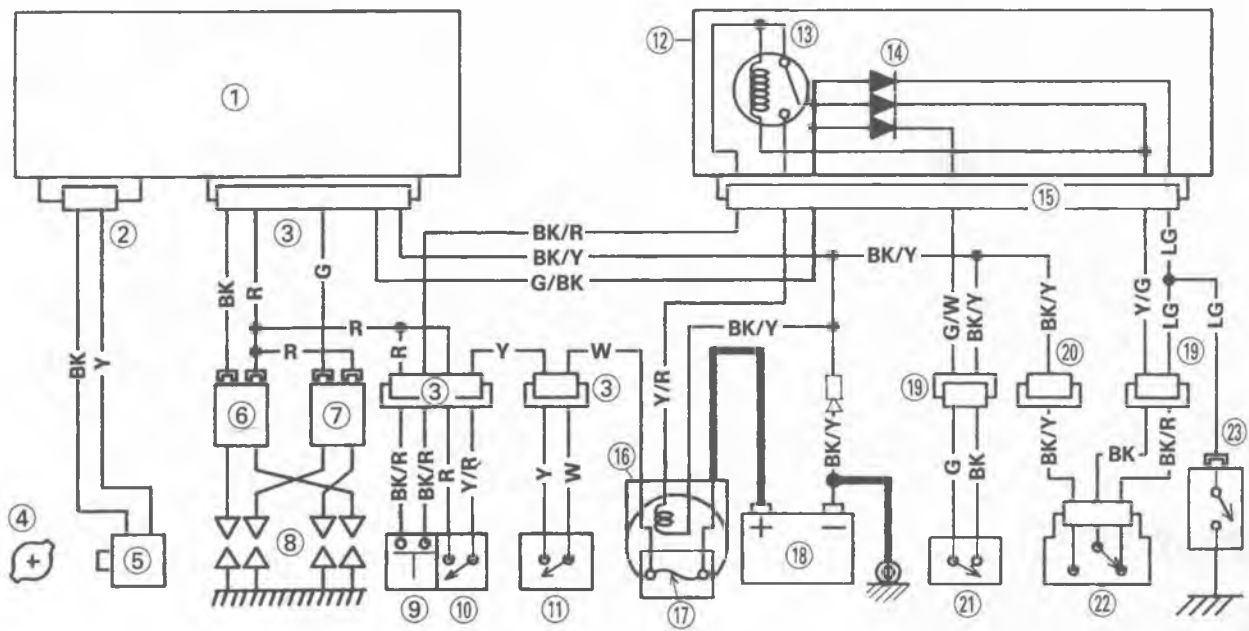 ①
②
③
⑫
⑬
⑭
⑮
BK
R
G
BK/R
BK/Y
G/BK
BK/Y
BK
Y
R
R
R
Y
③
W
③
BK/Y
Y/R
BK/Y
G/W
BK/Y
BK/Y
Y/G
LG
LG
LG
⑲
⑳
⑲
⑥
⑦
BK/R
BK/R
R
Y/R
Y
W
⑯
+
−
⑱
G
BK
BK/Y
BK
BK/R
㉓
④
+
⑤
⑧
⑨
⑩
⑪
⑰
㉑
㉒